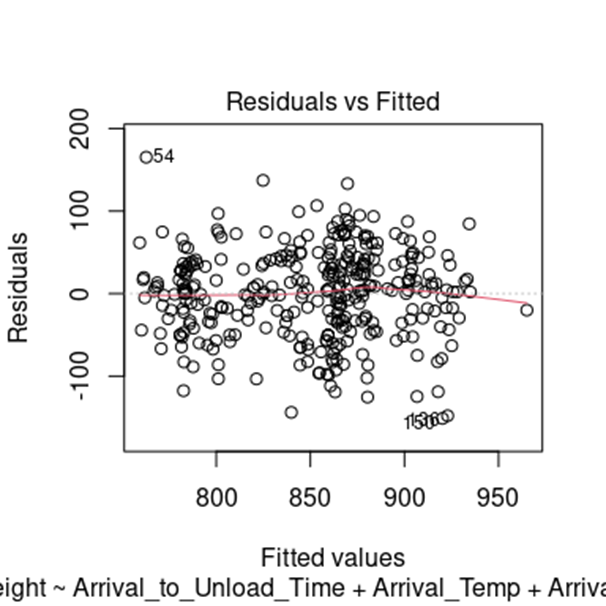 Residuals vs Fitted
200
100
0
-100
Residuals
54
800 850 900 950
Fitted values
eight ~ Arrival_to_Unload_Time + Arrival_Temp + Arriva